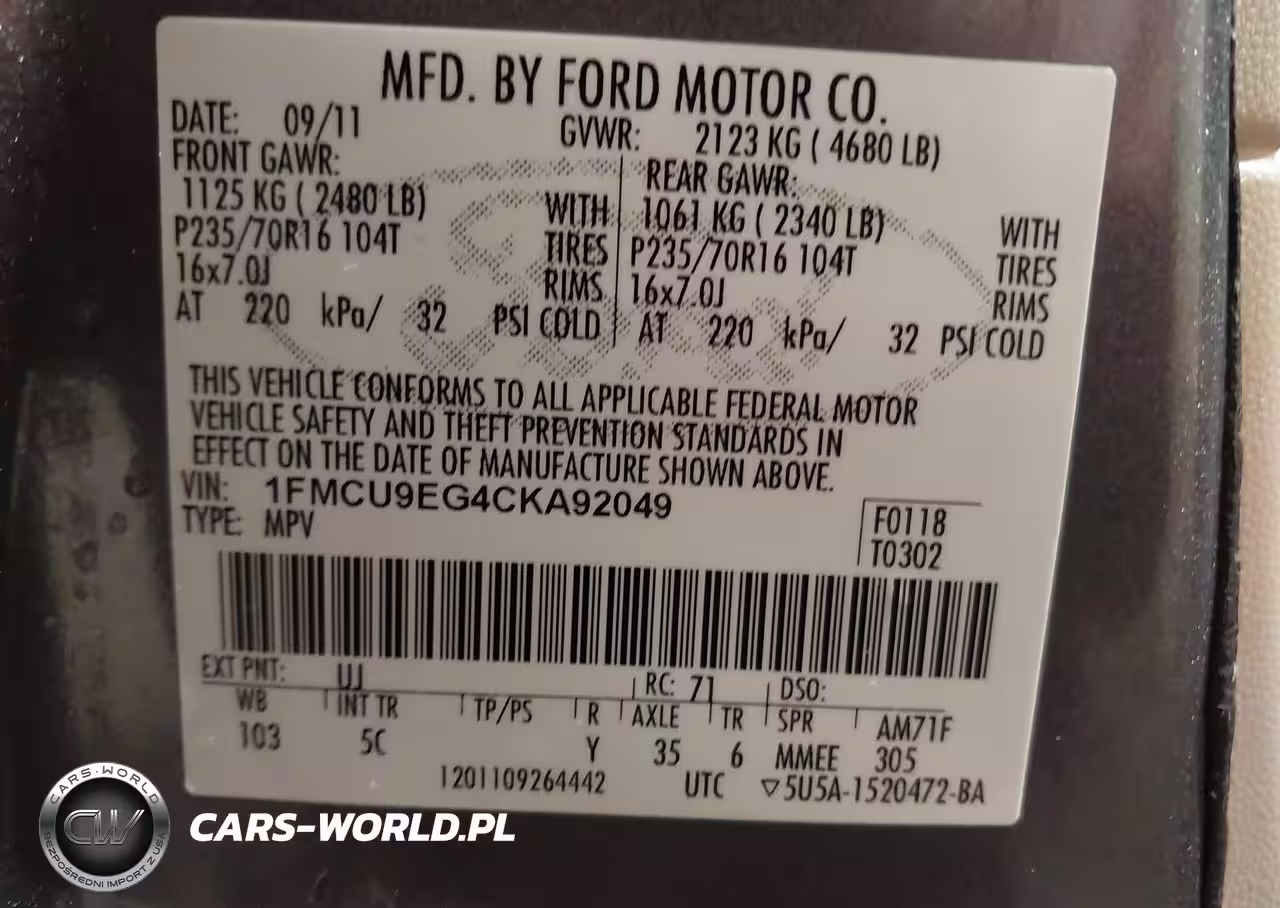 MFD. BY FORD MOTOR CO.
DATE: 09/11 GVWR: 2123 KG ( 4680 LB)
FRONT GAWR: REAR GAWR:
1125 KG ( 2480 LB) WITH 1061 KG ( 2340 LB) WITH
P235/70R16 104T TIRES P235/70R16 104T TIRES
16x7.0J RIMS 16x7.0J RIMS
AT 220 kPa/ 32 PSI COLD AT 220 kPa/ 32 PSI COLD
THIS VEHICLE CONFORMS TO ALL APPLICABLE FEDERAL MOTOR
VEHICLE SAFETY AND THEFT PREVENTION STANDARDS IN
EFFECT ON THE DATE OF MANUFACTURE SHOWN ABOVE.
VIN: 1FMCU9EG4CKA92049
TYPE: MPV
F0118
T0302
EXT PNT: UJ RC: 71 DSO:
WB INT TR TP/PS R AXLE TR SPR AM71F
103 5C Y 35 6 MMEE 305
1201109264442 UTC ▽5U5A-1520472-BA
CARS-WORLD
CW
BEZPOŚREDNI IMPORT Z USA
CARS-WORLD.PL